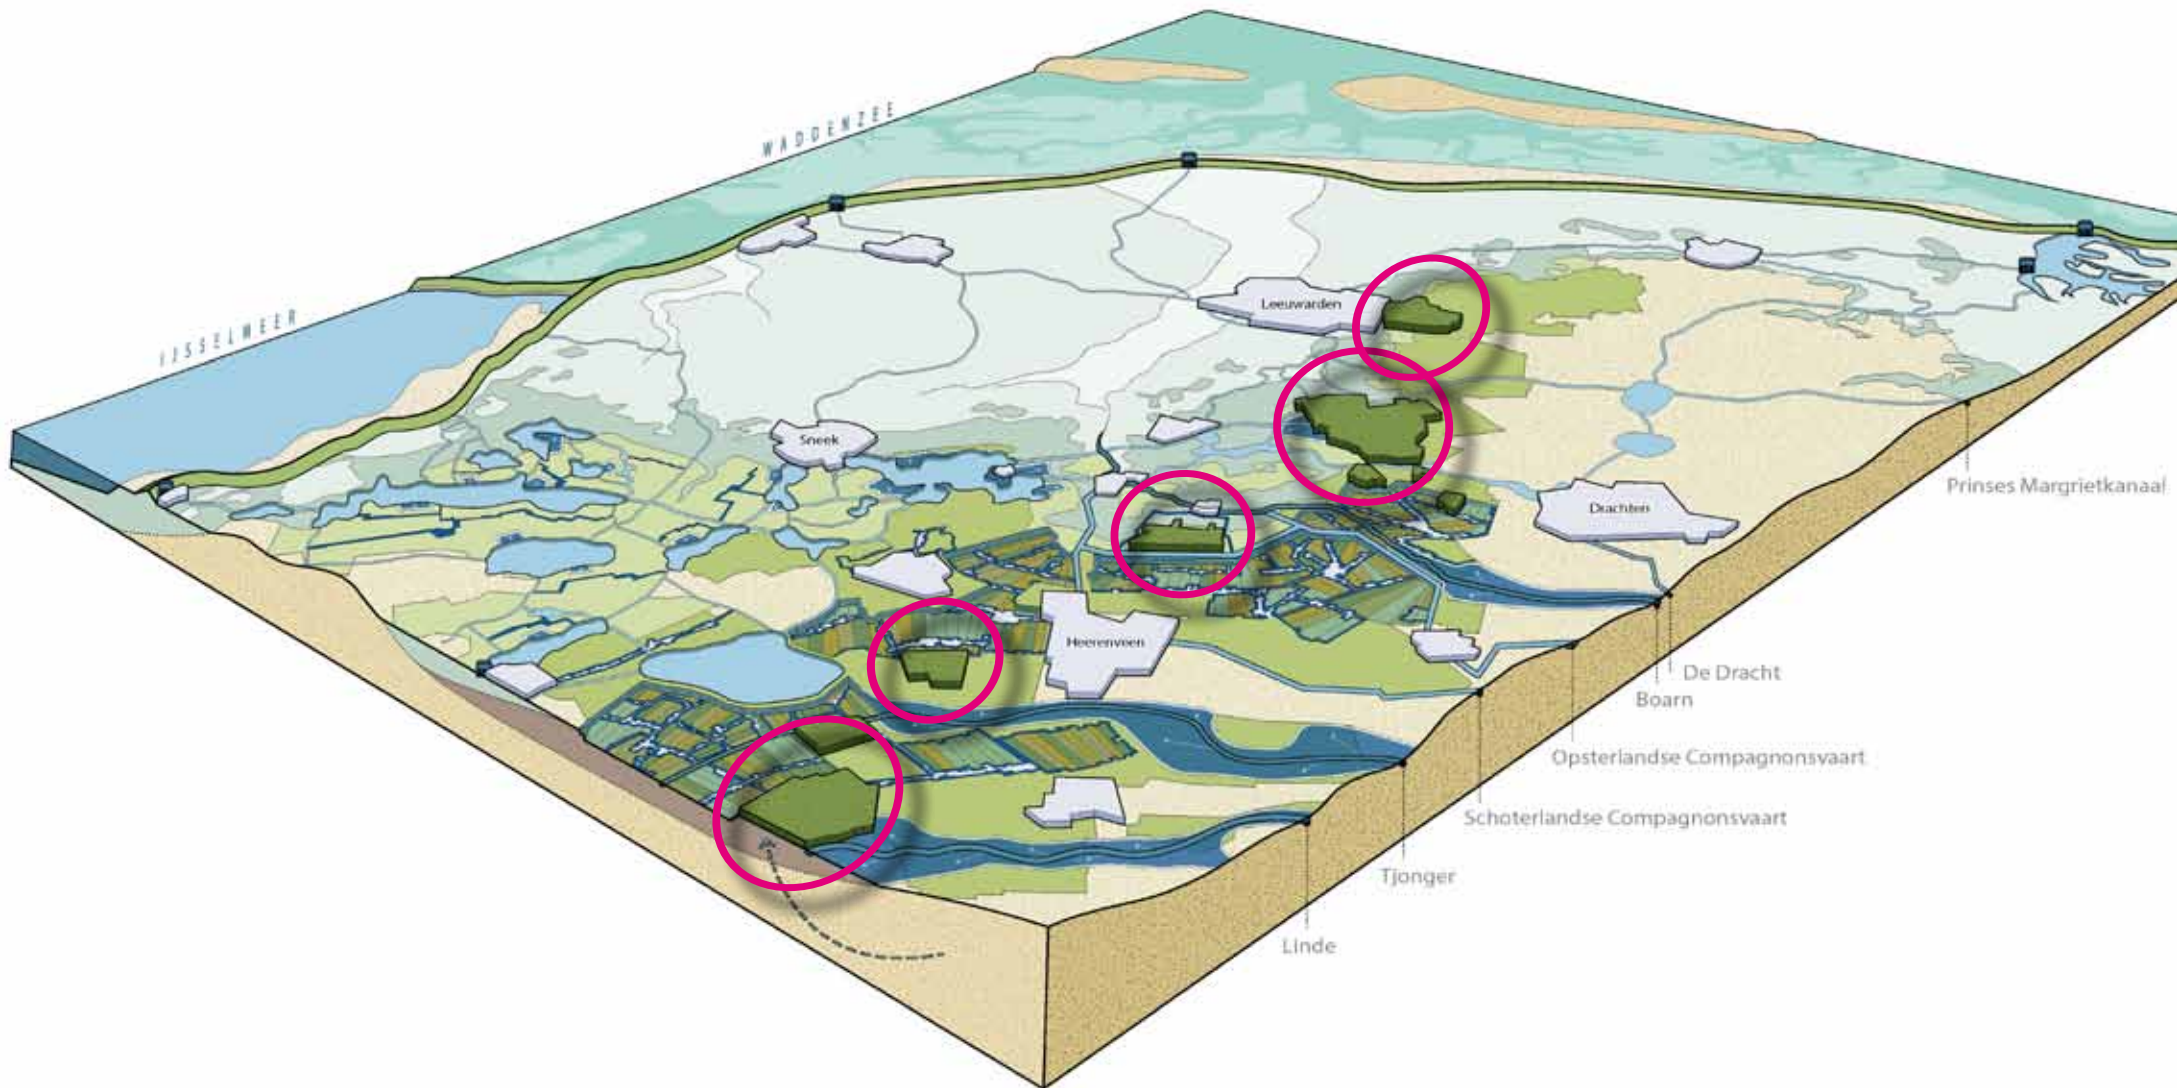 WADDENZEE
IJSSELMEER
Leeuwarden
Sneek
Drachten
Prinses Margrietkanaal
Heerenveen
De Dracht
Boarn
Opsterlandse Compagnonsvaart
Schoterlandse Compagnonsvaart
Tjonger
Linde